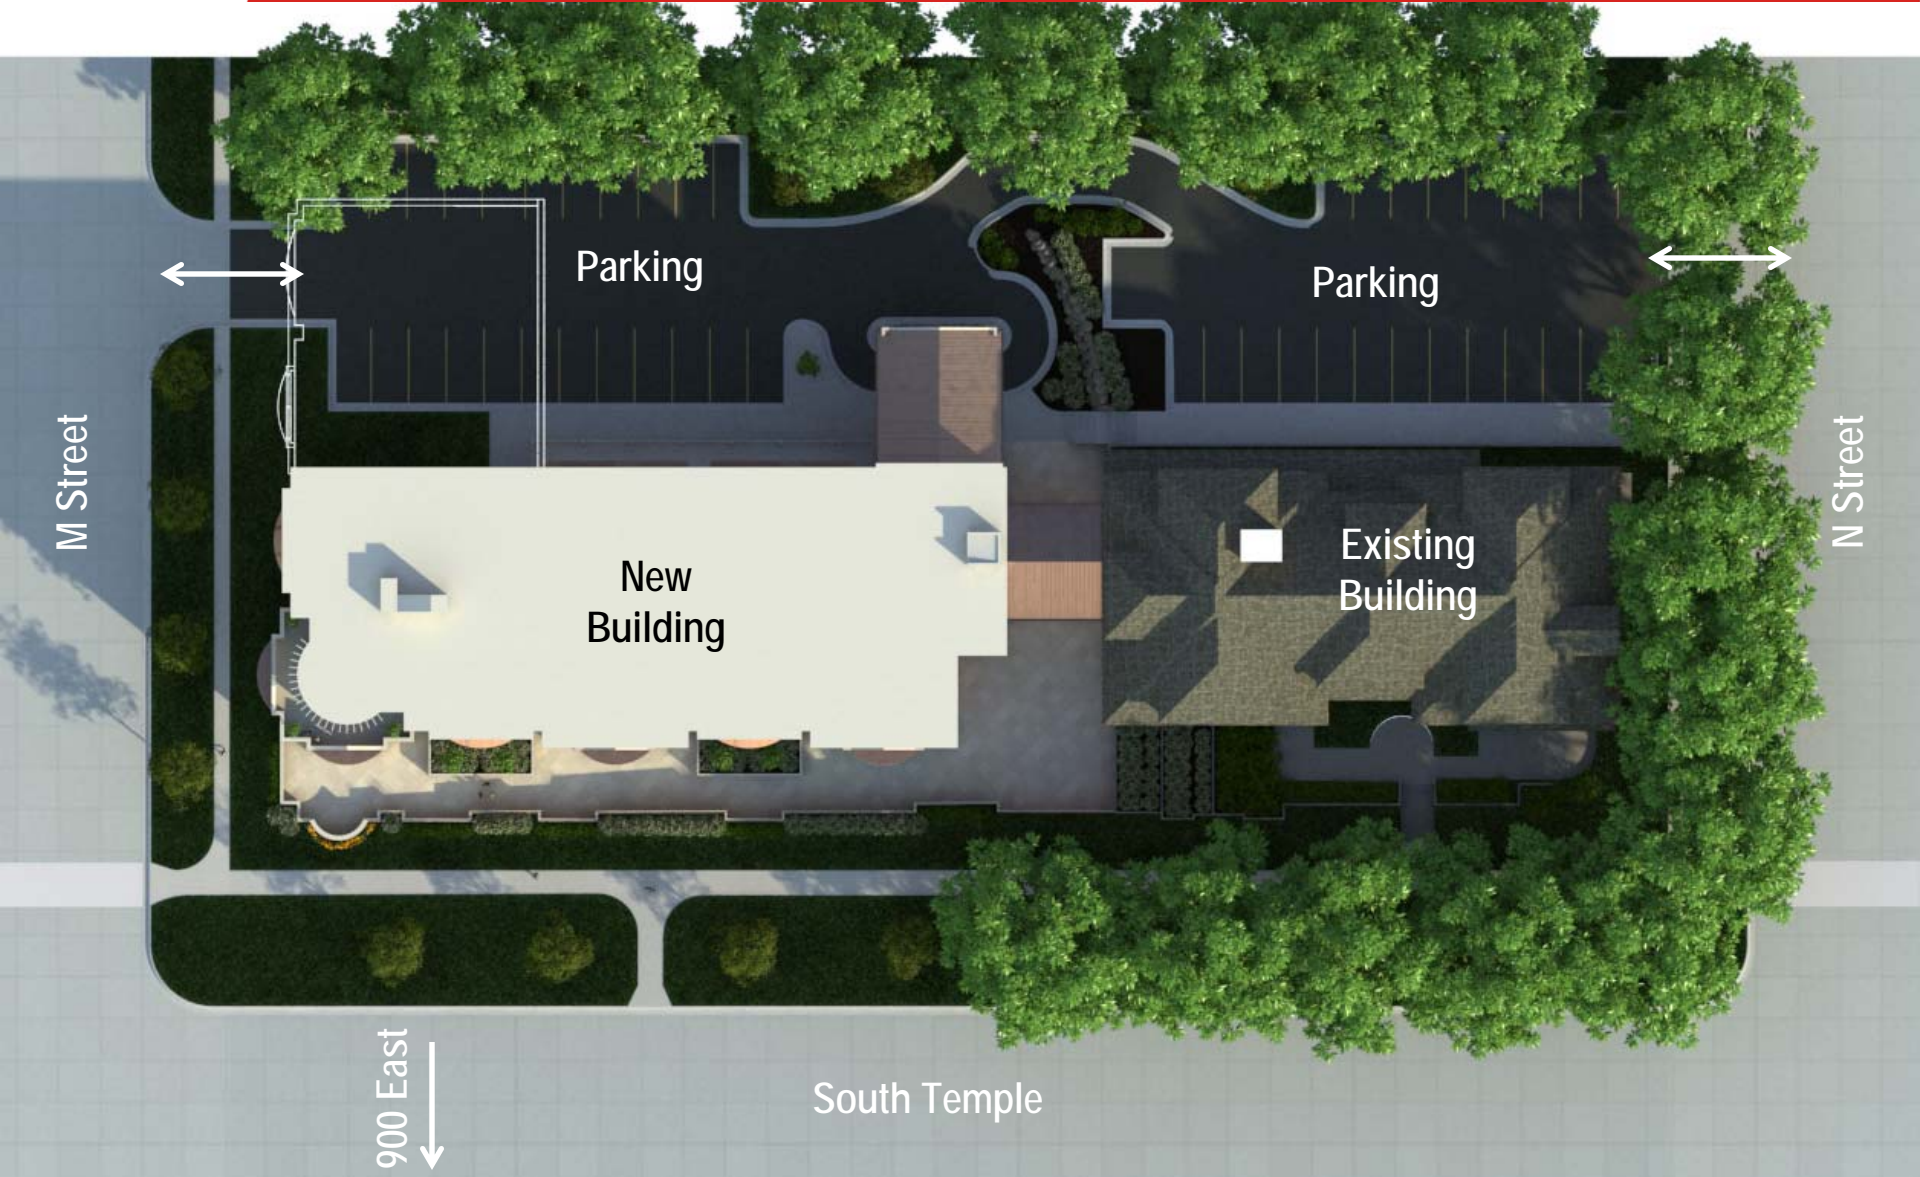 Parking
Parking
M Street
N Street
New
Building
Existing
Building
900 East
South Temple